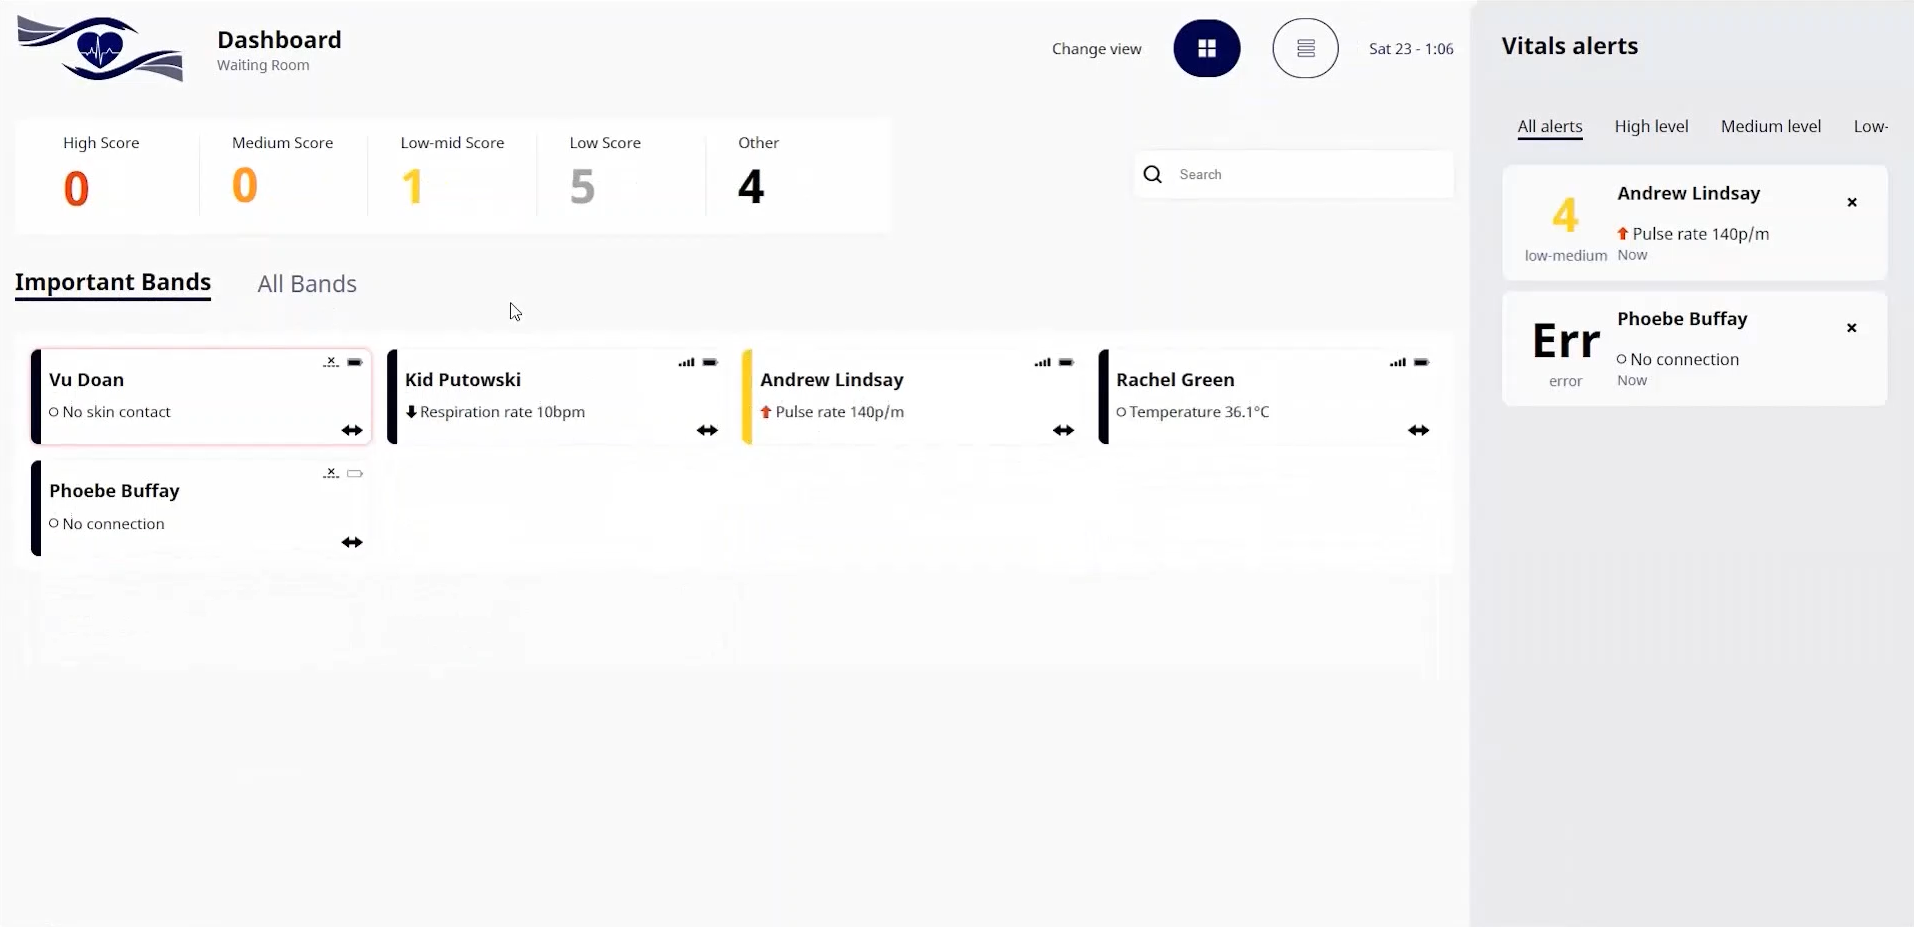 Dashboard
Waiting Room
Change view
Sat 23 - 1:06
High Score
0
Medium Score
0
Low-mid Score
1
Low Score
5
Other
4
Search
Important Bands
All Bands
Vu Doan
No skin contact
Kid Putowski
Respiration rate 10bpm
Andrew Lindsay
Pulse rate 140p/m
Rachel Green
Temperature 36.1°C
Phoebe Buffay
No connection
Vitals alerts
All alerts
High level
Medium level
Low-
4
low-medium
Andrew Lindsay
Pulse rate 140p/m
Now
Err
error
Phoebe Buffay
No connection
Now